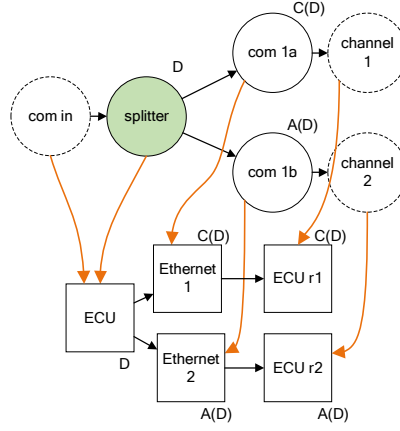 C(D)
D
com 1a
channel
1
com in
splitter
A(D)
com 1b
channel
2
C(D)
C(D)
Ethernet
1
ECU r1
ECU
D
Ethernet
2
ECU r2
A(D)
A(D)